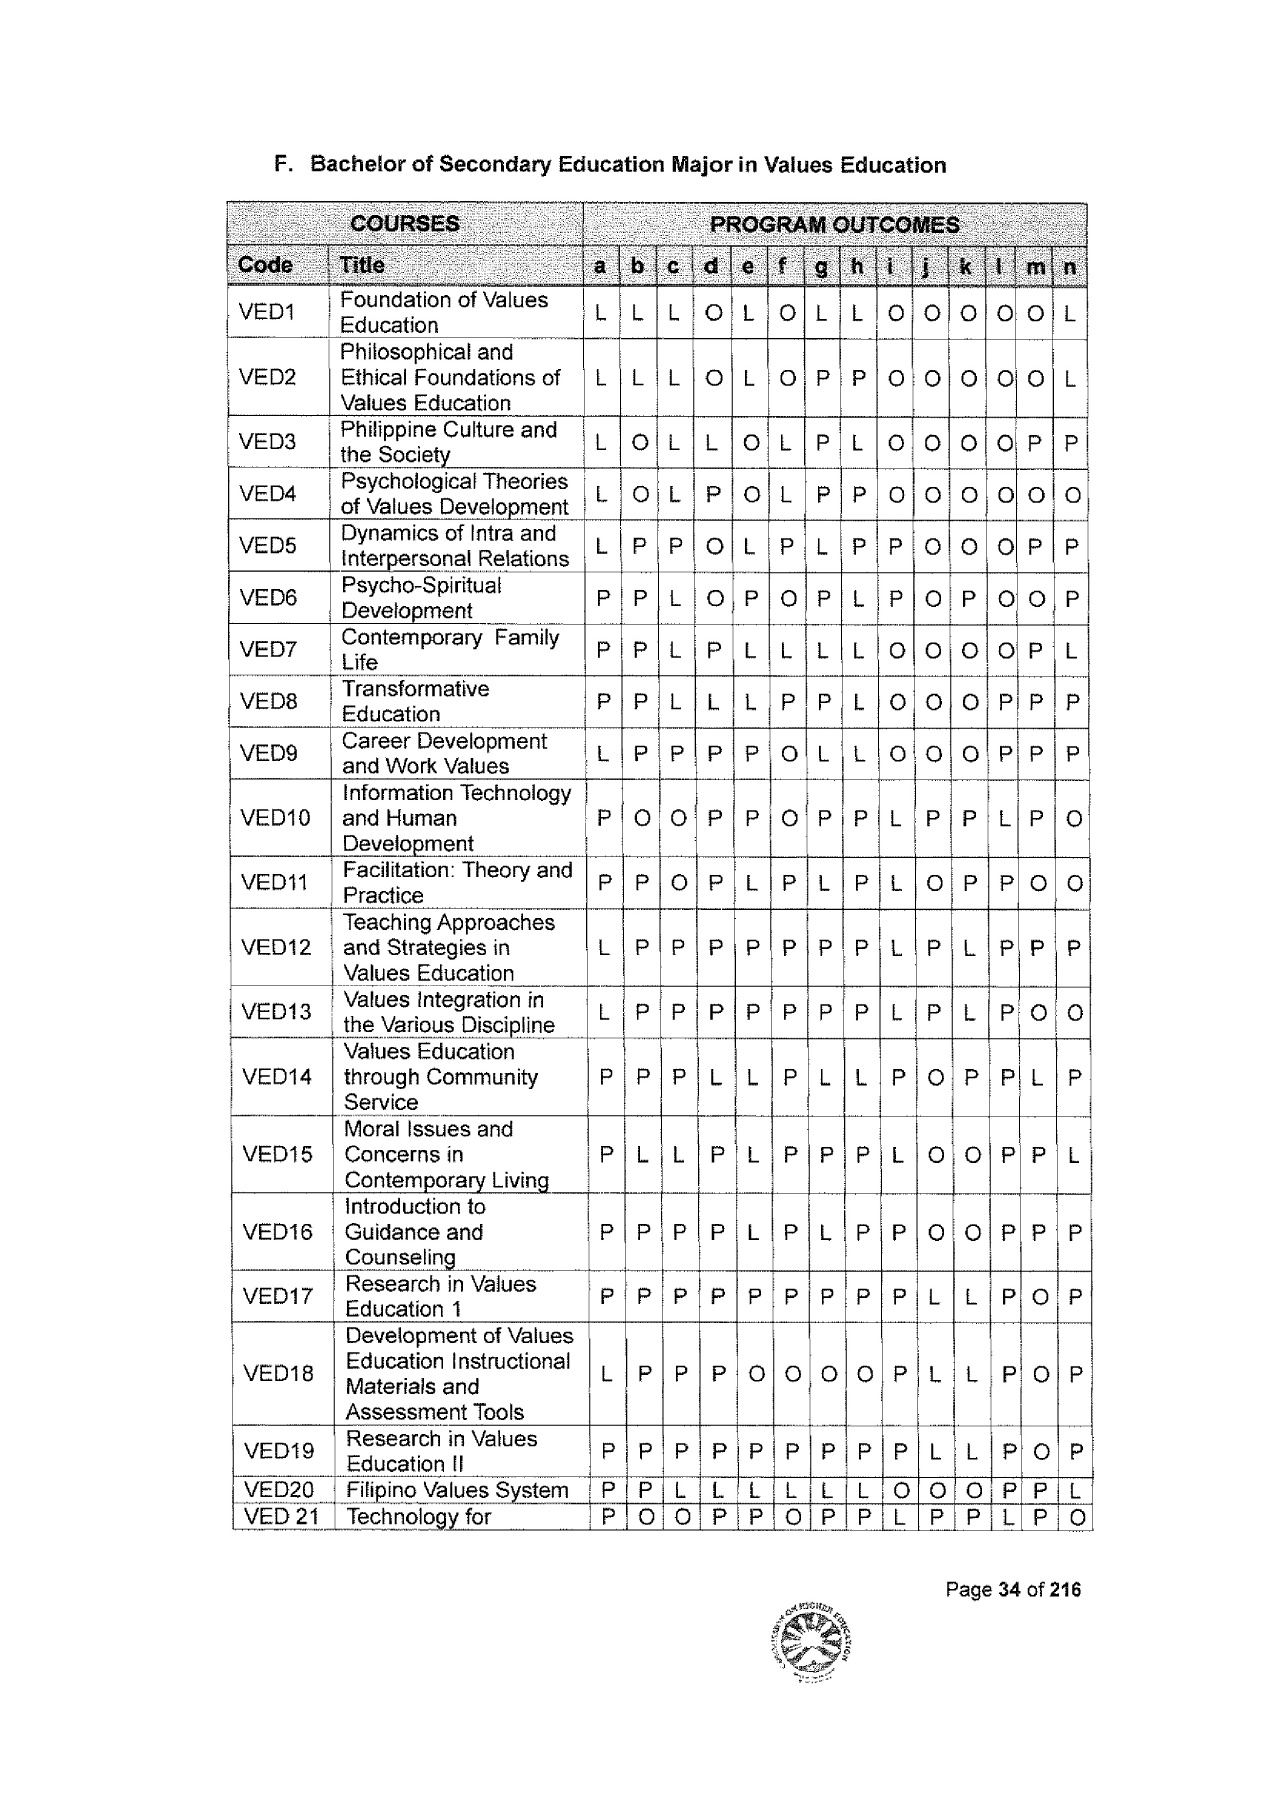 F. Bachelor of Secondary Education Major in Values Education
COURSES PROGRAM OUTCOMES
Code Title a b c d e f g h i j k l m n
VED1 Foundation of Values Education L L L O L O L L O O O O O L
VED2 Philosophical and Ethical Foundations of Values Education L L L O L O P P O O O O O L
VED3 Philippine Culture and the Society L O L L O L P L O O O O P P
VED4 Psychological Theories of Values Development L O L P O L P P O O O O O O
VED5 Dynamics of Intra and Interpersonal Relations L P P O L P L P P O O O P P
VED6 Psycho-Spiritual Development P P L O P O P L P O P O O P
VED7 Contemporary Family Life P P L P L L L L O O O O P L
VED8 Transformative Education P P L L L P P L O O O P P P
VED9 Career Development and Work Values L P P P P O L L O O O P P P
VED10 Information Technology and Human Development P O O P P O P P L P P L P O
VED11 Facilitation: Theory and Practice P P O P L P L P L O P P O O
VED12 Teaching Approaches and Strategies in Values Education L P P P P P P P L P L P P P
VED13 Values Integration in the Various Discipline L P P P P P P P L P L P O O
VED14 Values Education through Community Service P P P L L P L L P O P P L P
VED15 Moral Issues and Concerns in Contemporary Living P L L P L P P P L O O P P L
VED16 Introduction to Guidance and Counseling P P P P L P L P P O O P P P
VED17 Research in Values Education 1 P P P P P P P P P L L P O P
VED18 Development of Values Education Instructional Materials and Assessment Tools L P P P O O O O P L L P O P
VED19 Research in Values Education II P P P P P P P P P L L P O P
VED20 Filipino Values System P P L L L L L L O O O P P L
VED 21 Technology for P O O P P O P P L P P L P O
Page 34 of 216